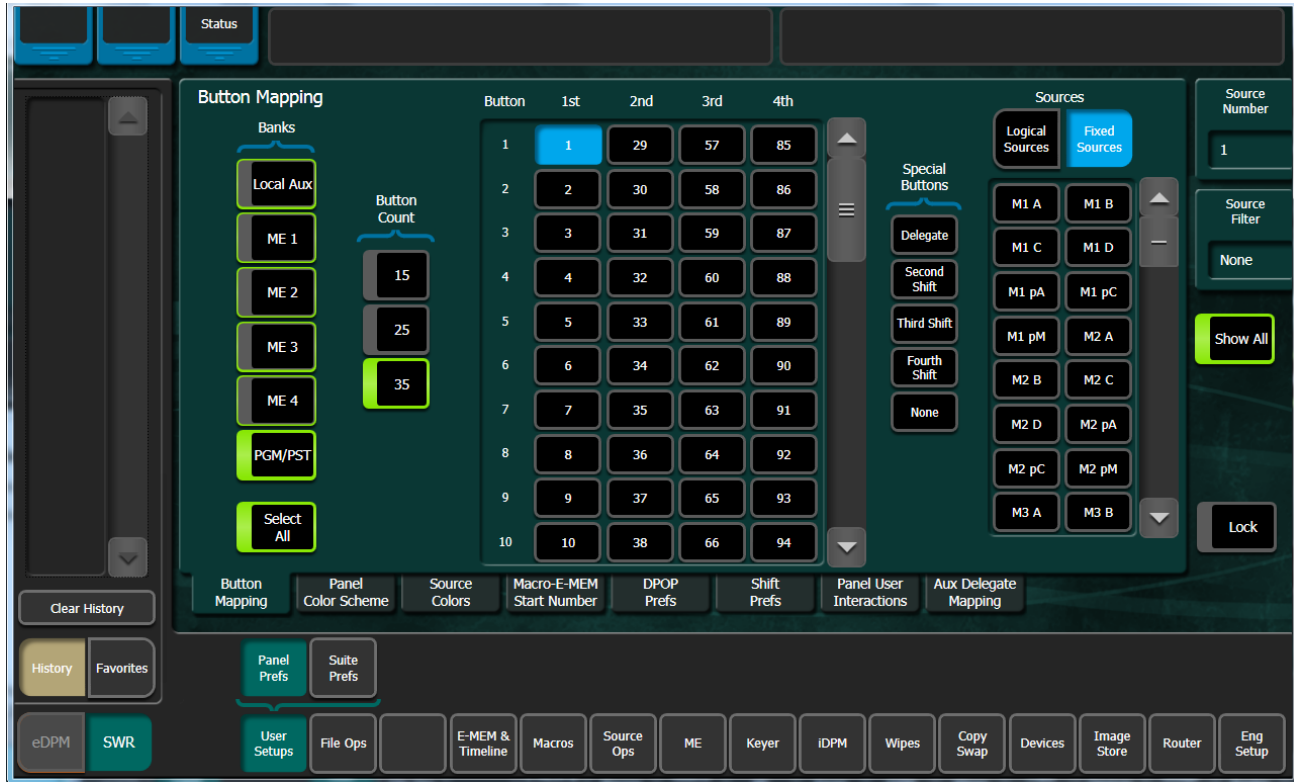 Status
Button Mapping
Banks
Local Aux
ME 1
ME 2
ME 3
ME 4
PGM/PST
Select All
Button Count
15
25
35
Button 1st 2nd 3rd 4th
1 1 29 57 85
2 2 30 58 86
3 3 31 59 87
4 4 32 60 88
5 5 33 61 89
6 6 34 62 90
7 7 35 63 91
8 8 36 64 92
9 9 37 65 93
10 10 38 66 94
Special Buttons
Delegate
Second Shift
Third Shift
Fourth Shift
None
Sources
Logical Sources Fixed Sources
M1 A M1 B
M1 C M1 D
M1 pA M1 pC
M1 pM M2 A
M2 B M2 C
M2 D M2 pA
M2 pC M2 pM
M3 A M3 B
Source Number
1
Source Filter
None
Show All
Lock
Button Mapping Panel Color Scheme Source Colors Macro-E-MEM Start Number DPOP Prefs Shift Prefs Panel User Interactions Aux Delegate Mapping
Clear History
History Favorites
Panel Prefs Suite Prefs
eDPM SWR
User Setups File Ops E-MEM & Timeline Macros Source Ops ME Keyer iDPM Wipes Copy Swap Devices Image Store Router Eng Setup